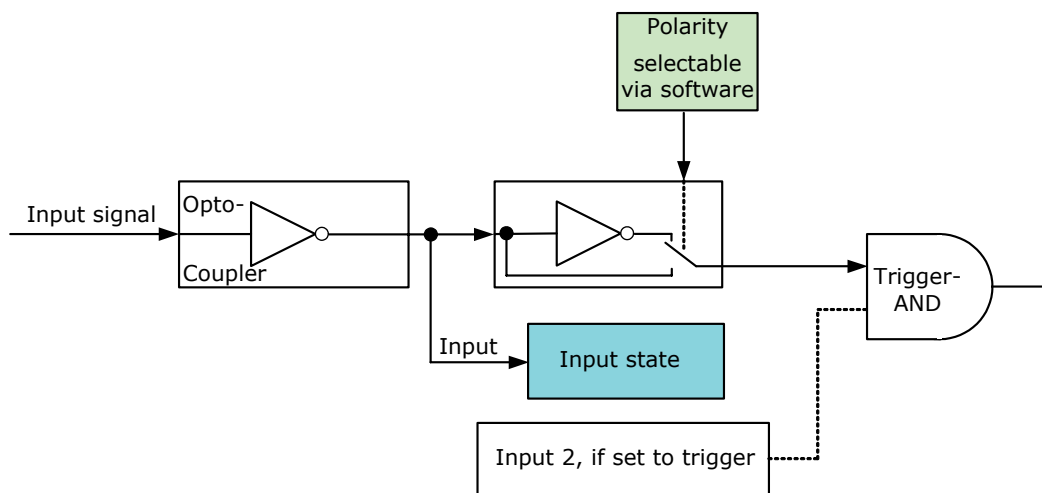 Polarity
selectable
via software
Input signal
Opto-
Coupler
Trigger-
AND
Input
Input state
Input 2, if set to trigger